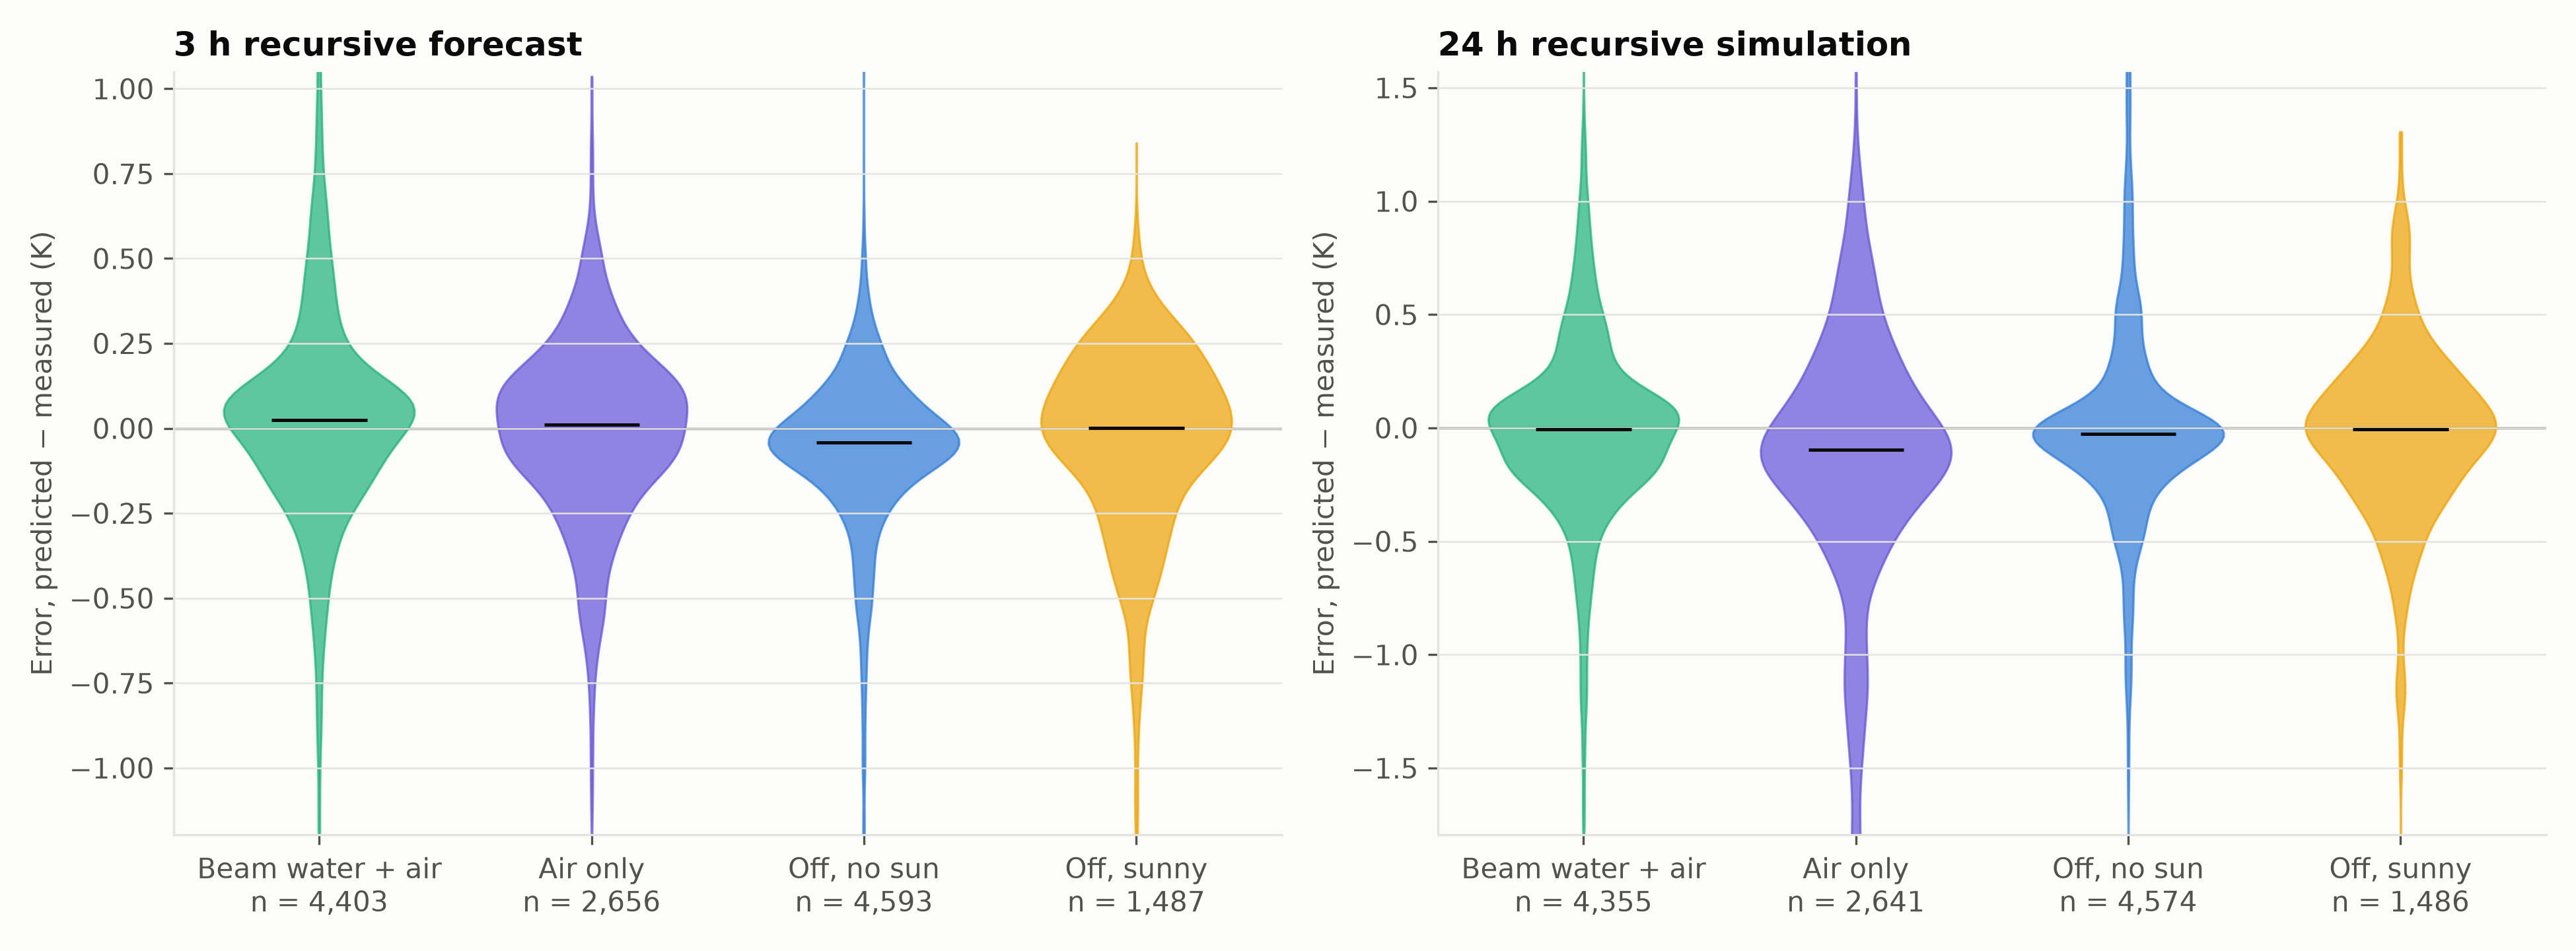 3 h recursive forecast
Error, predicted − measured (K)
1.00
0.75
0.50
0.25
0.00
−0.25
−0.50
−0.75
−1.00
Beam water + air
n = 4,403
Air only
n = 2,656
Off, no sun
n = 4,593
Off, sunny
n = 1,487
24 h recursive simulation
Error, predicted − measured (K)
1.5
1.0
0.5
0.0
−0.5
−1.0
−1.5
Beam water + air
n = 4,355
Air only
n = 2,641
Off, no sun
n = 4,574
Off, sunny
n = 1,486